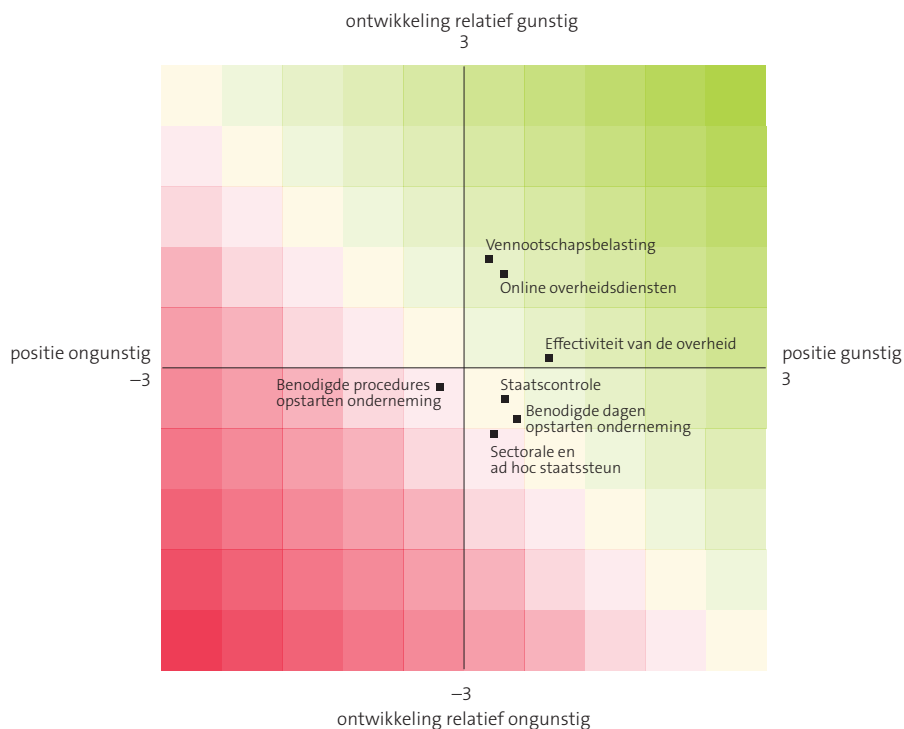 ontwikkeling relatief gunstig
3
Vennootschapsbelasting
Online overheidsdiensten
Effectiviteit van de overheid
positie ongunstig
–3
positie gunstig
3
Benodigde procedures
opstarten onderneming
Staatscontrole
Benodigde dagen
opstarten onderneming
Sectorale en
ad hoc staatssteun
–3
ontwikkeling relatief ongunstig